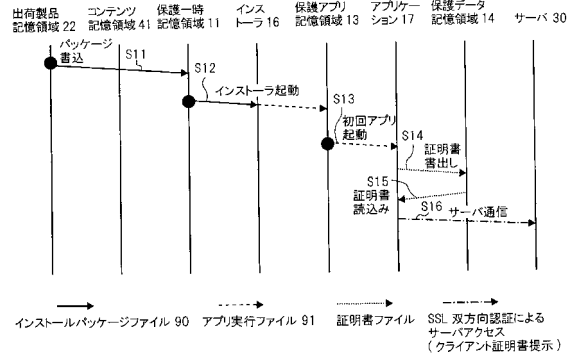 出荷製品 コンテンツ 保護一時 インス 保護アプリ アプリケー 保護データ
記憶領域 22 記憶領域 41 記憶領域 11 トーラ 16 記憶領域 13 ション 17 記憶領域 14 サーバ 30
パッケージ
書込
S11
S12
インストーラ起動
S13
初回アプリ
起動
S14
証明書
書出し
S15
証明書
読込み
S16
サーバ通信
インストールパッケージファイル 90
アプリ実行ファイル 91
証明書ファイル
SSL 双方向認証による
サーバアクセス
(クライアント証明書提示)